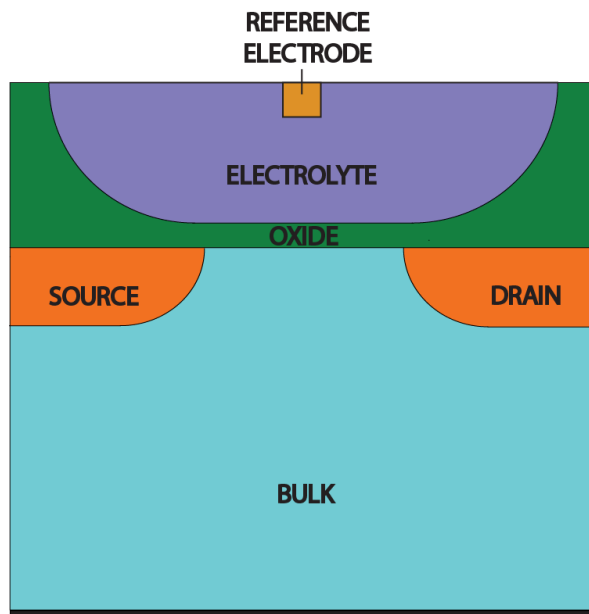 REFERENCE
ELECTRODE
ELECTROLYTE
OXIDE
SOURCE
DRAIN
BULK